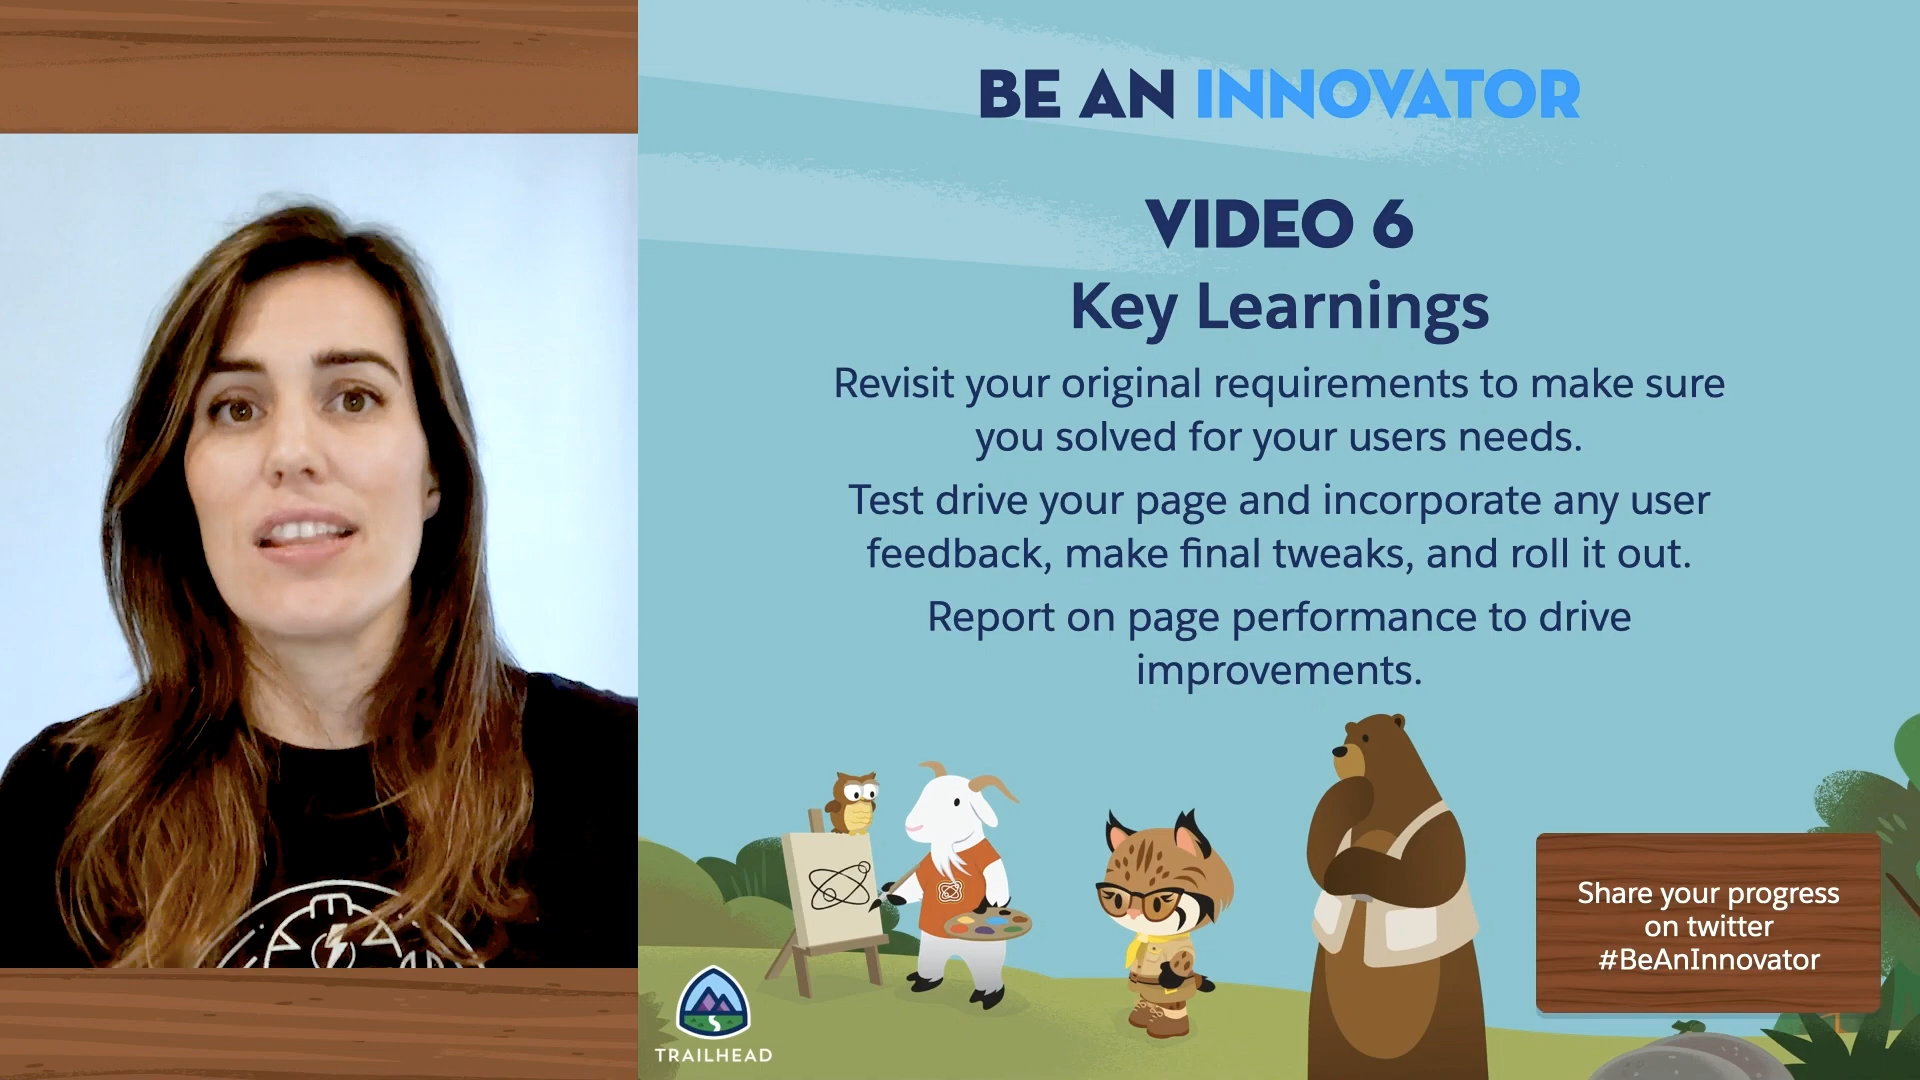 BE AN INNOVATOR
VIDEO 6
Key Learnings
Revisit your original requirements to make sure
you solved for your users needs.
Test drive your page and incorporate any user
feedback, make final tweaks, and roll it out.
Report on page performance to drive
improvements.
Share your progress
on twitter
#BeAnInnovator
TRAILHEAD